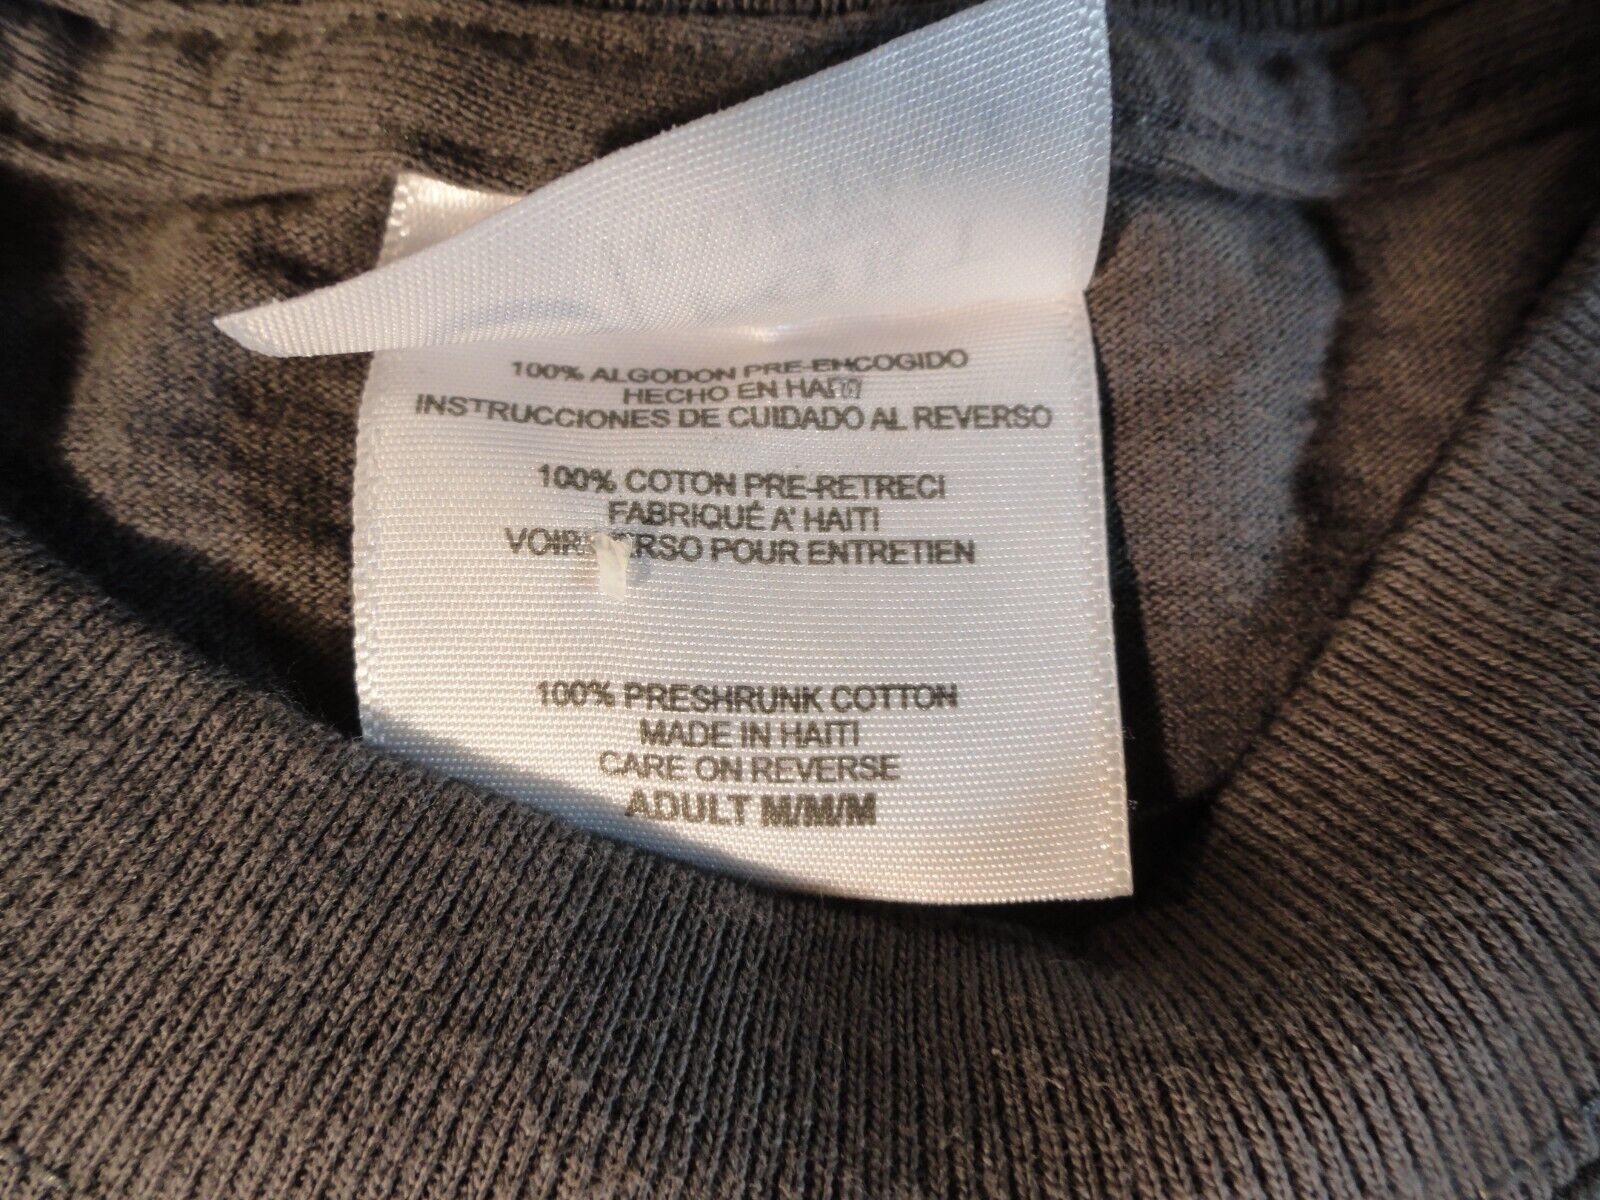 100% ALGODON PRE-ENCOGIDO
HECHO EN HAITI
INSTRUCCIONES DE CUIDADO AL REVERSO
100% COTON PRE-RETRECI
FABRIQUÉ A' HAITI
POUR ENTRETIEN
100% PRESHRUNK COTTON
MADE IN HAITI
CARE ON REVERSE
ADULT M/M/M